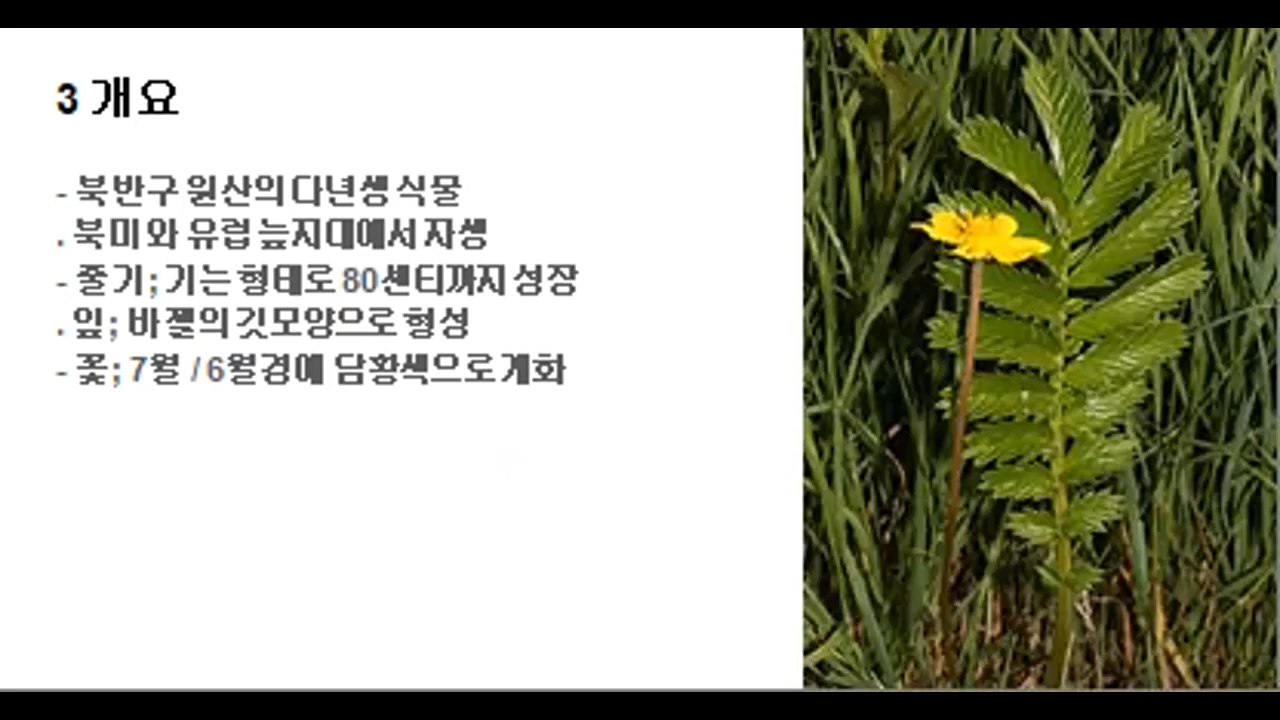 3 개요
- 북반구 원산의 다년생 식물
. 북미와 유럽 늪지대에서 자생
- 줄기; 기는 형태로 80센티까지 성장
. 잎; 바젤의 깃모양으로 형성
- 꽃; 7월 / 6월경에 담황색으로 개화